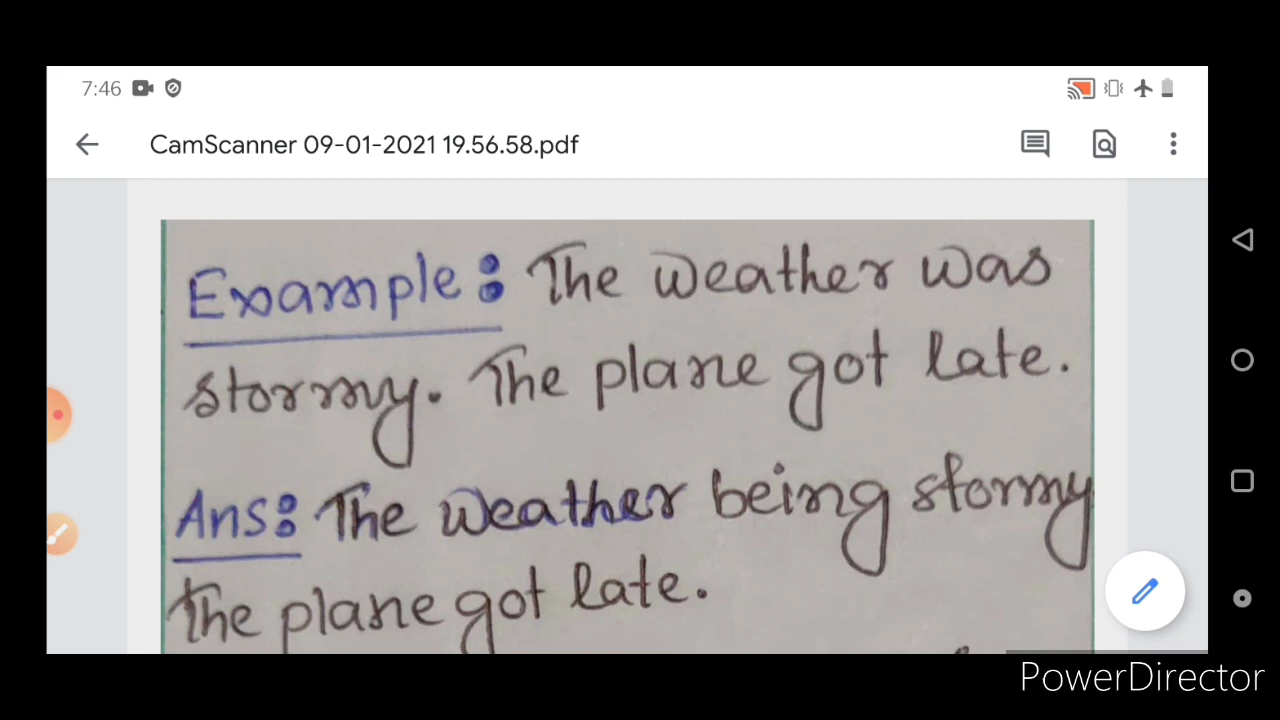 7:46
CamScanner 09-01-2021 19.56.58.pdf
Example: The weather was
stormy. The plane got late.
Ans: The weather being stormy
the plane got late.
PowerDirector